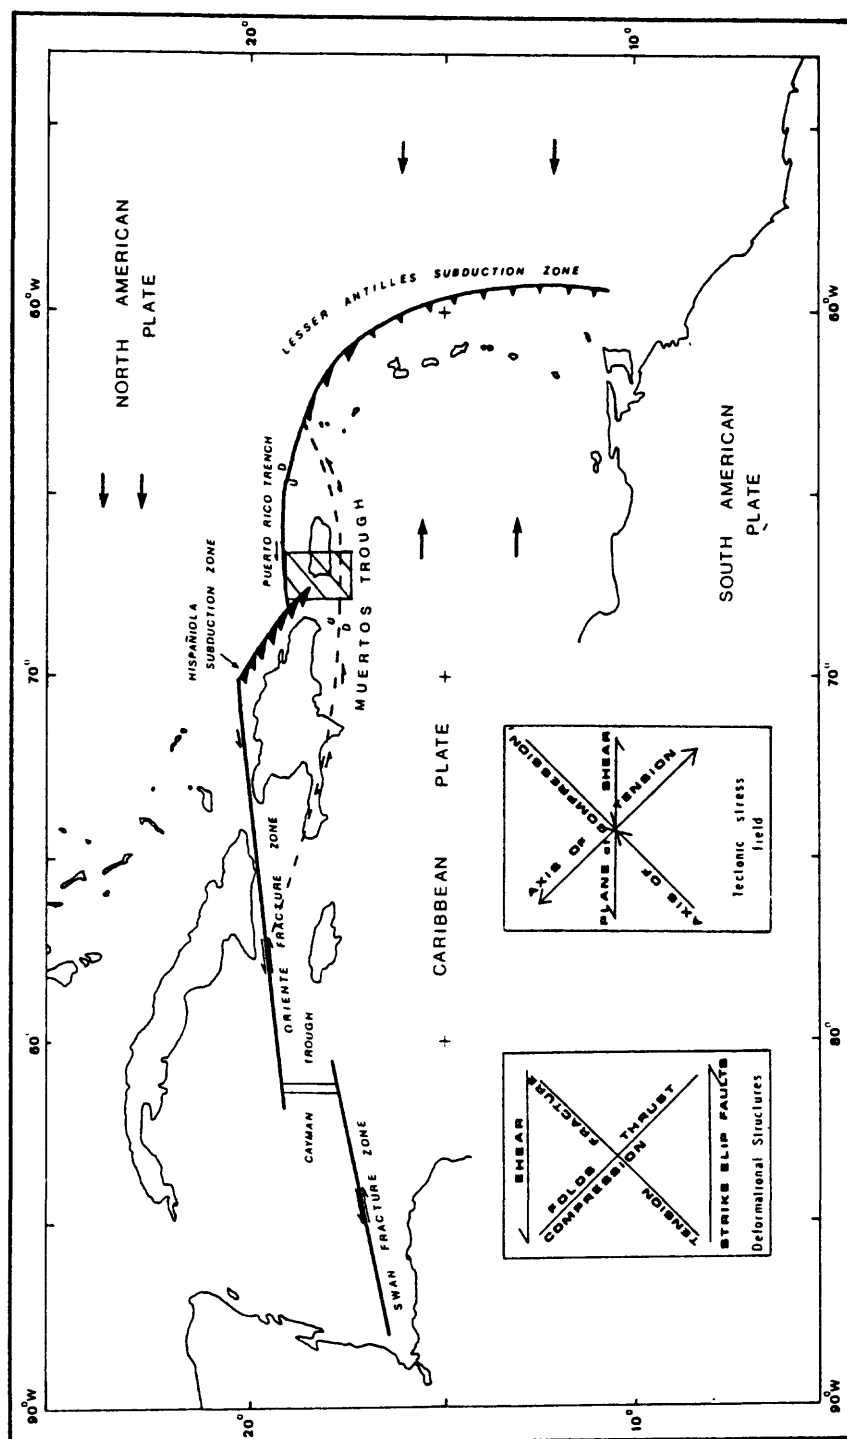 90°W
80°
70°
60°W
20°
20°
NORTH AMERICAN
PLATE
HISPAÑIOLA
SUBDUCTION ZONE
PUERTO RICO TRENCH
LESSER ANTILLES SUBDUCTION ZONE
U
D
U
D
ORIENTE FRACTURE ZONE
CAYMAN TROUGH
SWAN FRACTURE ZONE
MUERTOS TROUGH
CARIBBEAN PLATE
SHEAR
FOLDS THRUST
COMPRESSION
TENSION FRACTURE
STRIKE SLIP FAULTS
Deformational Structures
AXIS OF TENSION
PLANE OF SHEAR
AXIS OF COMPRESSION
Tectonic stress
field
SOUTH AMERICAN
PLATE
10°
10°
90°W
80°
70°
60°W